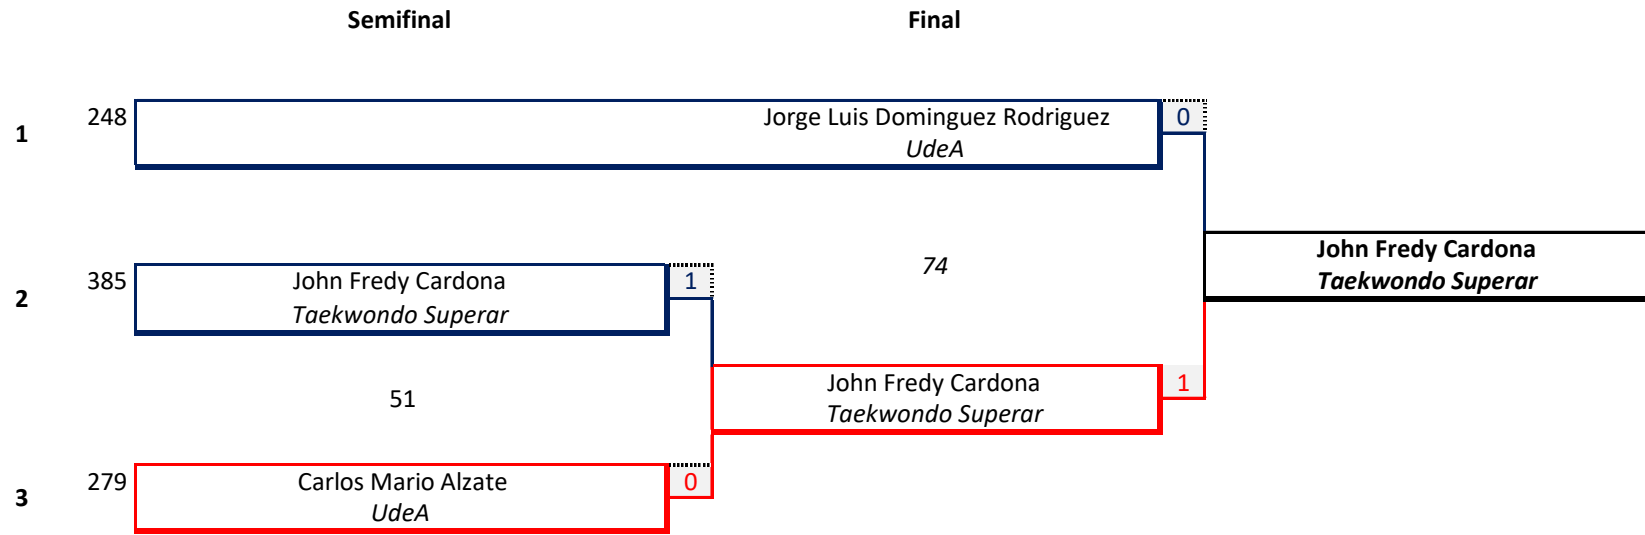 Semifinal Final
1 248 Jorge Luis Dominguez Rodriguez 0
UdeA
74
John Fredy Cardona
Taekwondo Superar
2 385 John Fredy Cardona 1
Taekwondo Superar
51
John Fredy Cardona 1
Taekwondo Superar
3 279 Carlos Mario Alzate 0
UdeA